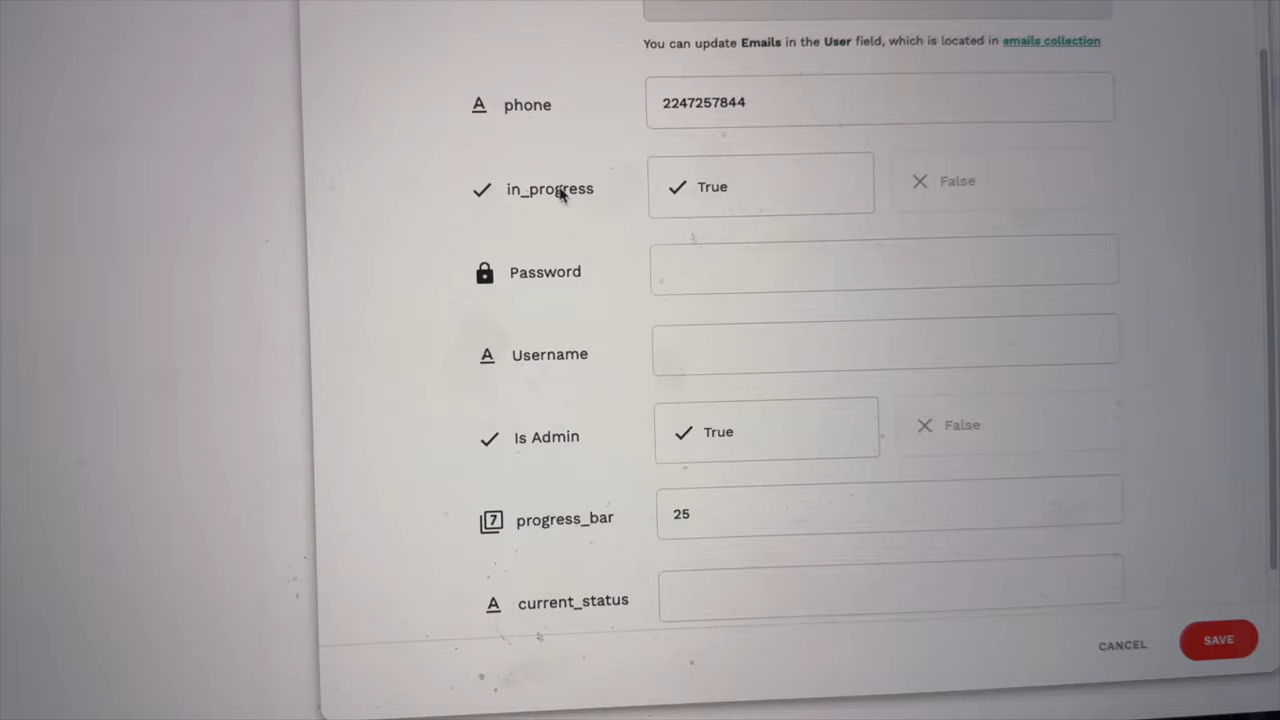 You can update Emails in the User field, which is located in emails collection
phone
2247257844
in_progress
True
False
Password
Username
Is Admin
True
False
progress_bar
25
current_status
CANCEL
SAVE